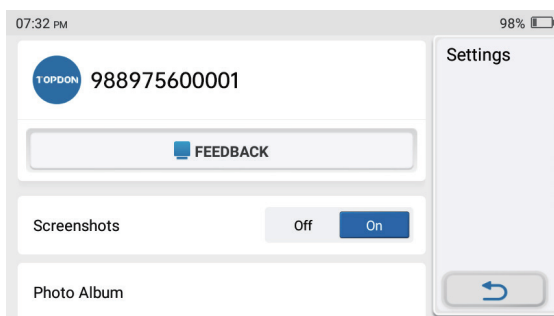 07:32 PM
98%
TOPDON
988975600001
FEEDBACK
Screenshots
Off
On
Photo Album
Settings